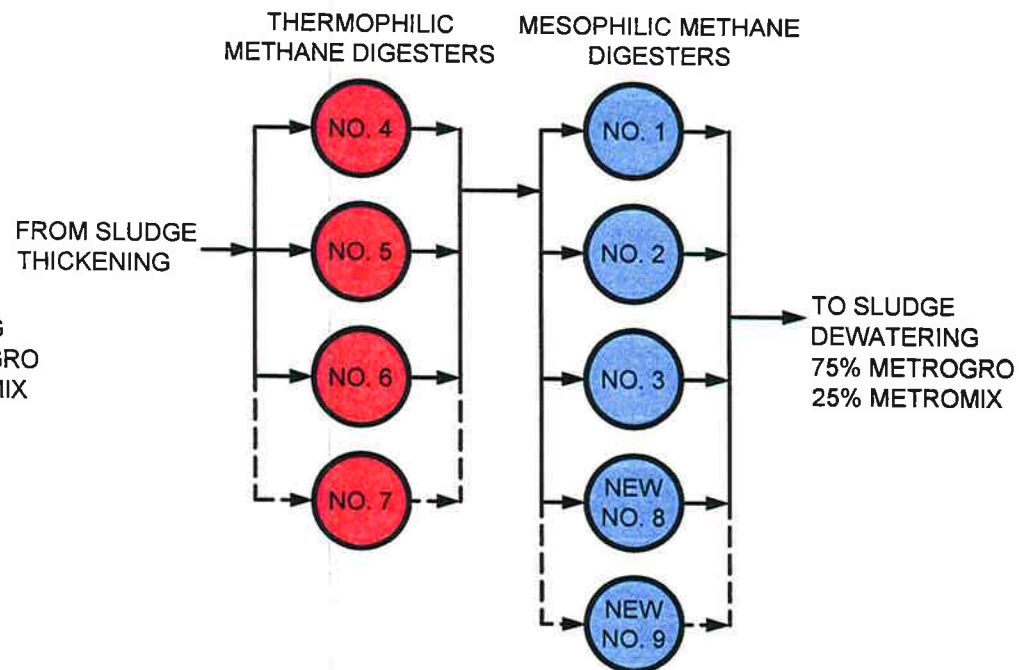 THERMOPHILIC
METHANE DIGESTERS
MESOPHILIC METHANE
DIGESTERS
NO. 4
NO. 5
NO. 6
NO. 7
NO. 1
NO. 2
NO. 3
NEW
NO. 8
NEW
NO. 9
FROM SLUDGE
THICKENING
TO SLUDGE
DEWATERING
75% METROGRO
25% METROMIX